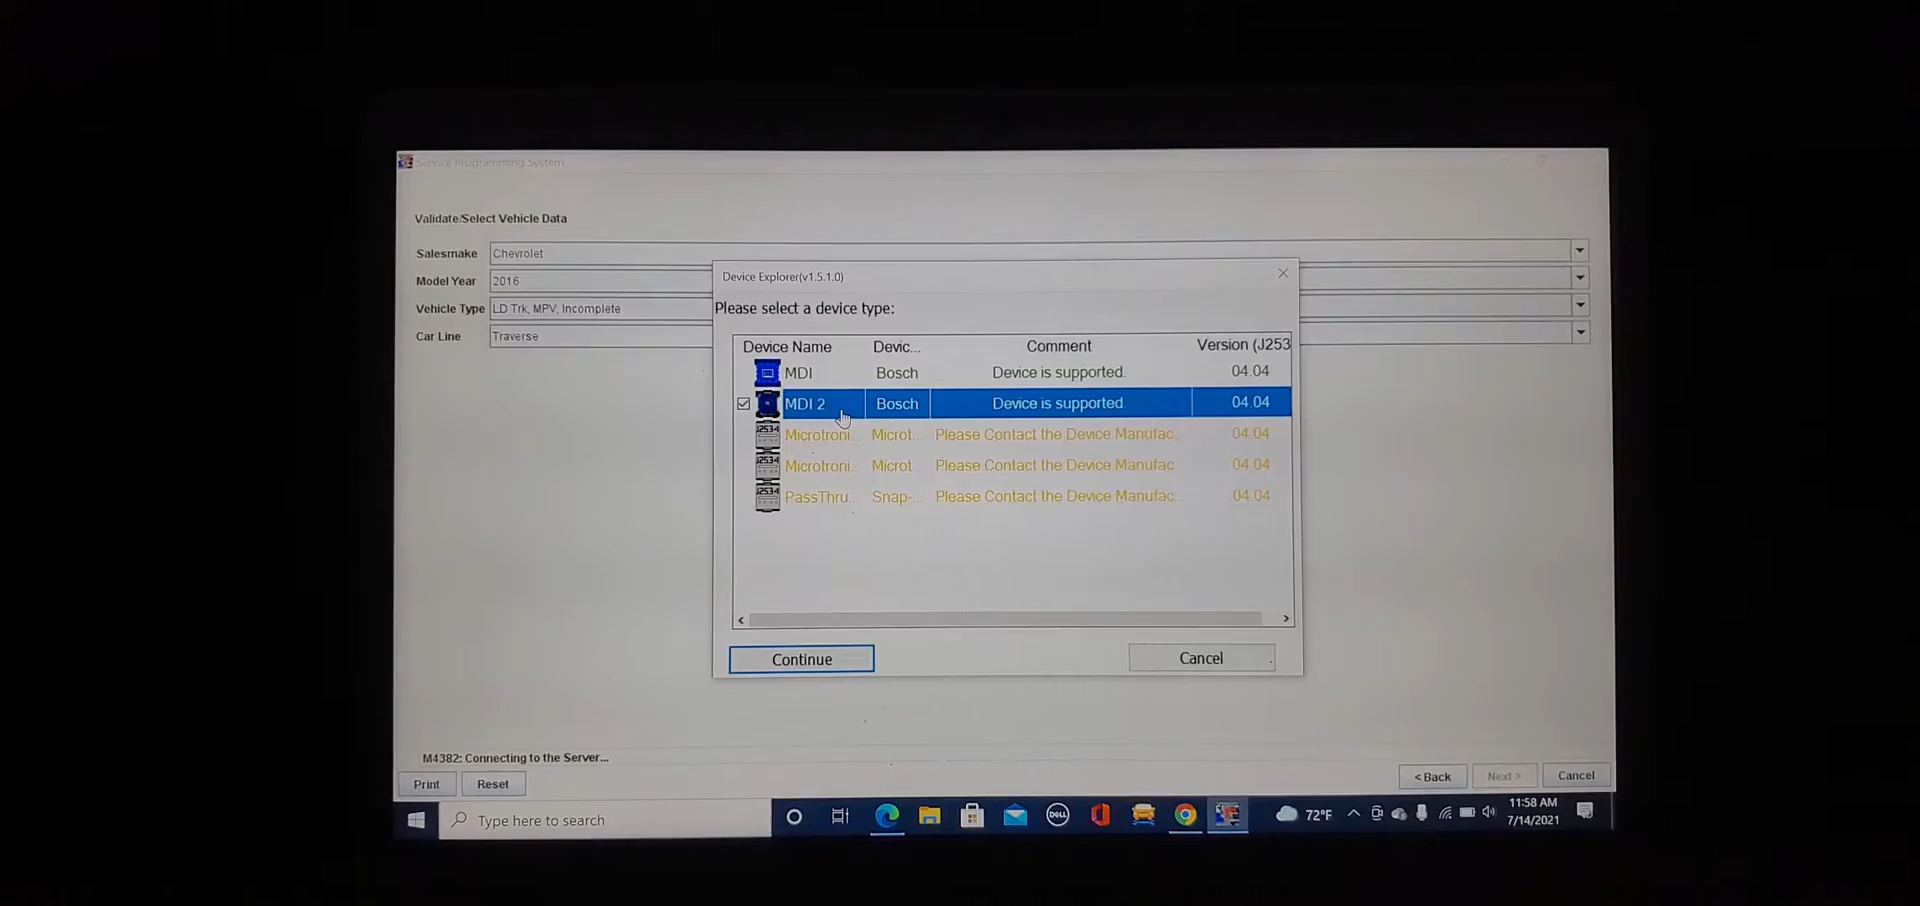 Service Programming System
Validate/Select Vehicle Data
Salesmake Chevrolet
Model Year 2016
Vehicle Type LD Trk, MPV, Incomplete
Car Line Traverse
Device Explorer(v1.5.1.0)
Please select a device type:
Device Name Devic... Comment Version (J253
MDI Bosch Device is supported. 04.04
MDI 2 Bosch Device is supported. 04.04
J2534 Microtroni... Microt... Please Contact the Device Manufac... 04.04
J2534 Microtroni... Microt... Please Contact the Device Manufac... 04.04
J2534 PassThru... Snap-... Please Contact the Device Manufac... 04.04
Continue Cancel
M4382: Connecting to the Server...
Print Reset < Back Next > Cancel
Type here to search DELL 72°F 11:58 AM
7/14/2021